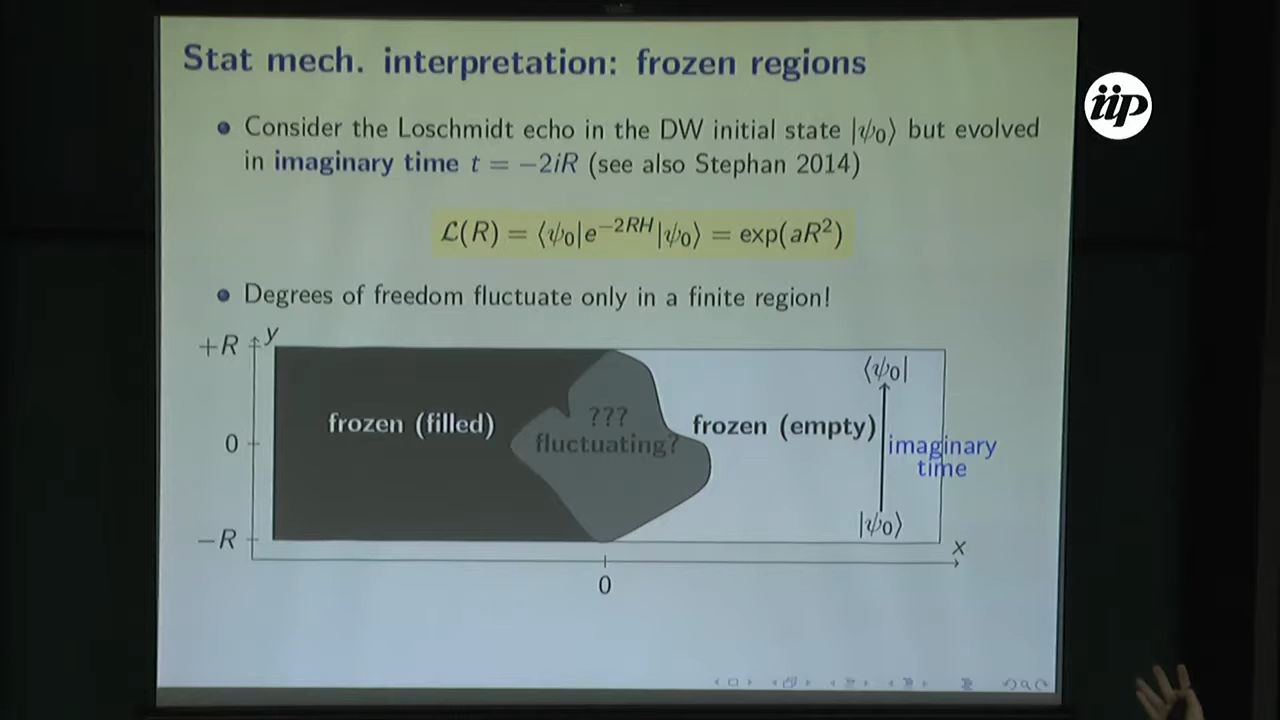 Stat mech. interpretation: frozen regions
Consider the Loschmidt echo in the DW initial state |ψ₀⟩ but evolved
in imaginary time t = −2iR (see also Stephan 2014)
ℒ(R) = ⟨ψ₀|e^{−2RH}|ψ₀⟩ = exp(aR²)
Degrees of freedom fluctuate only in a finite region!
+R
y
⟨ψ₀|
???
frozen (filled)
frozen (empty)
0
fluctuating?
imaginary
time
|ψ₀⟩
−R
x
0
iip